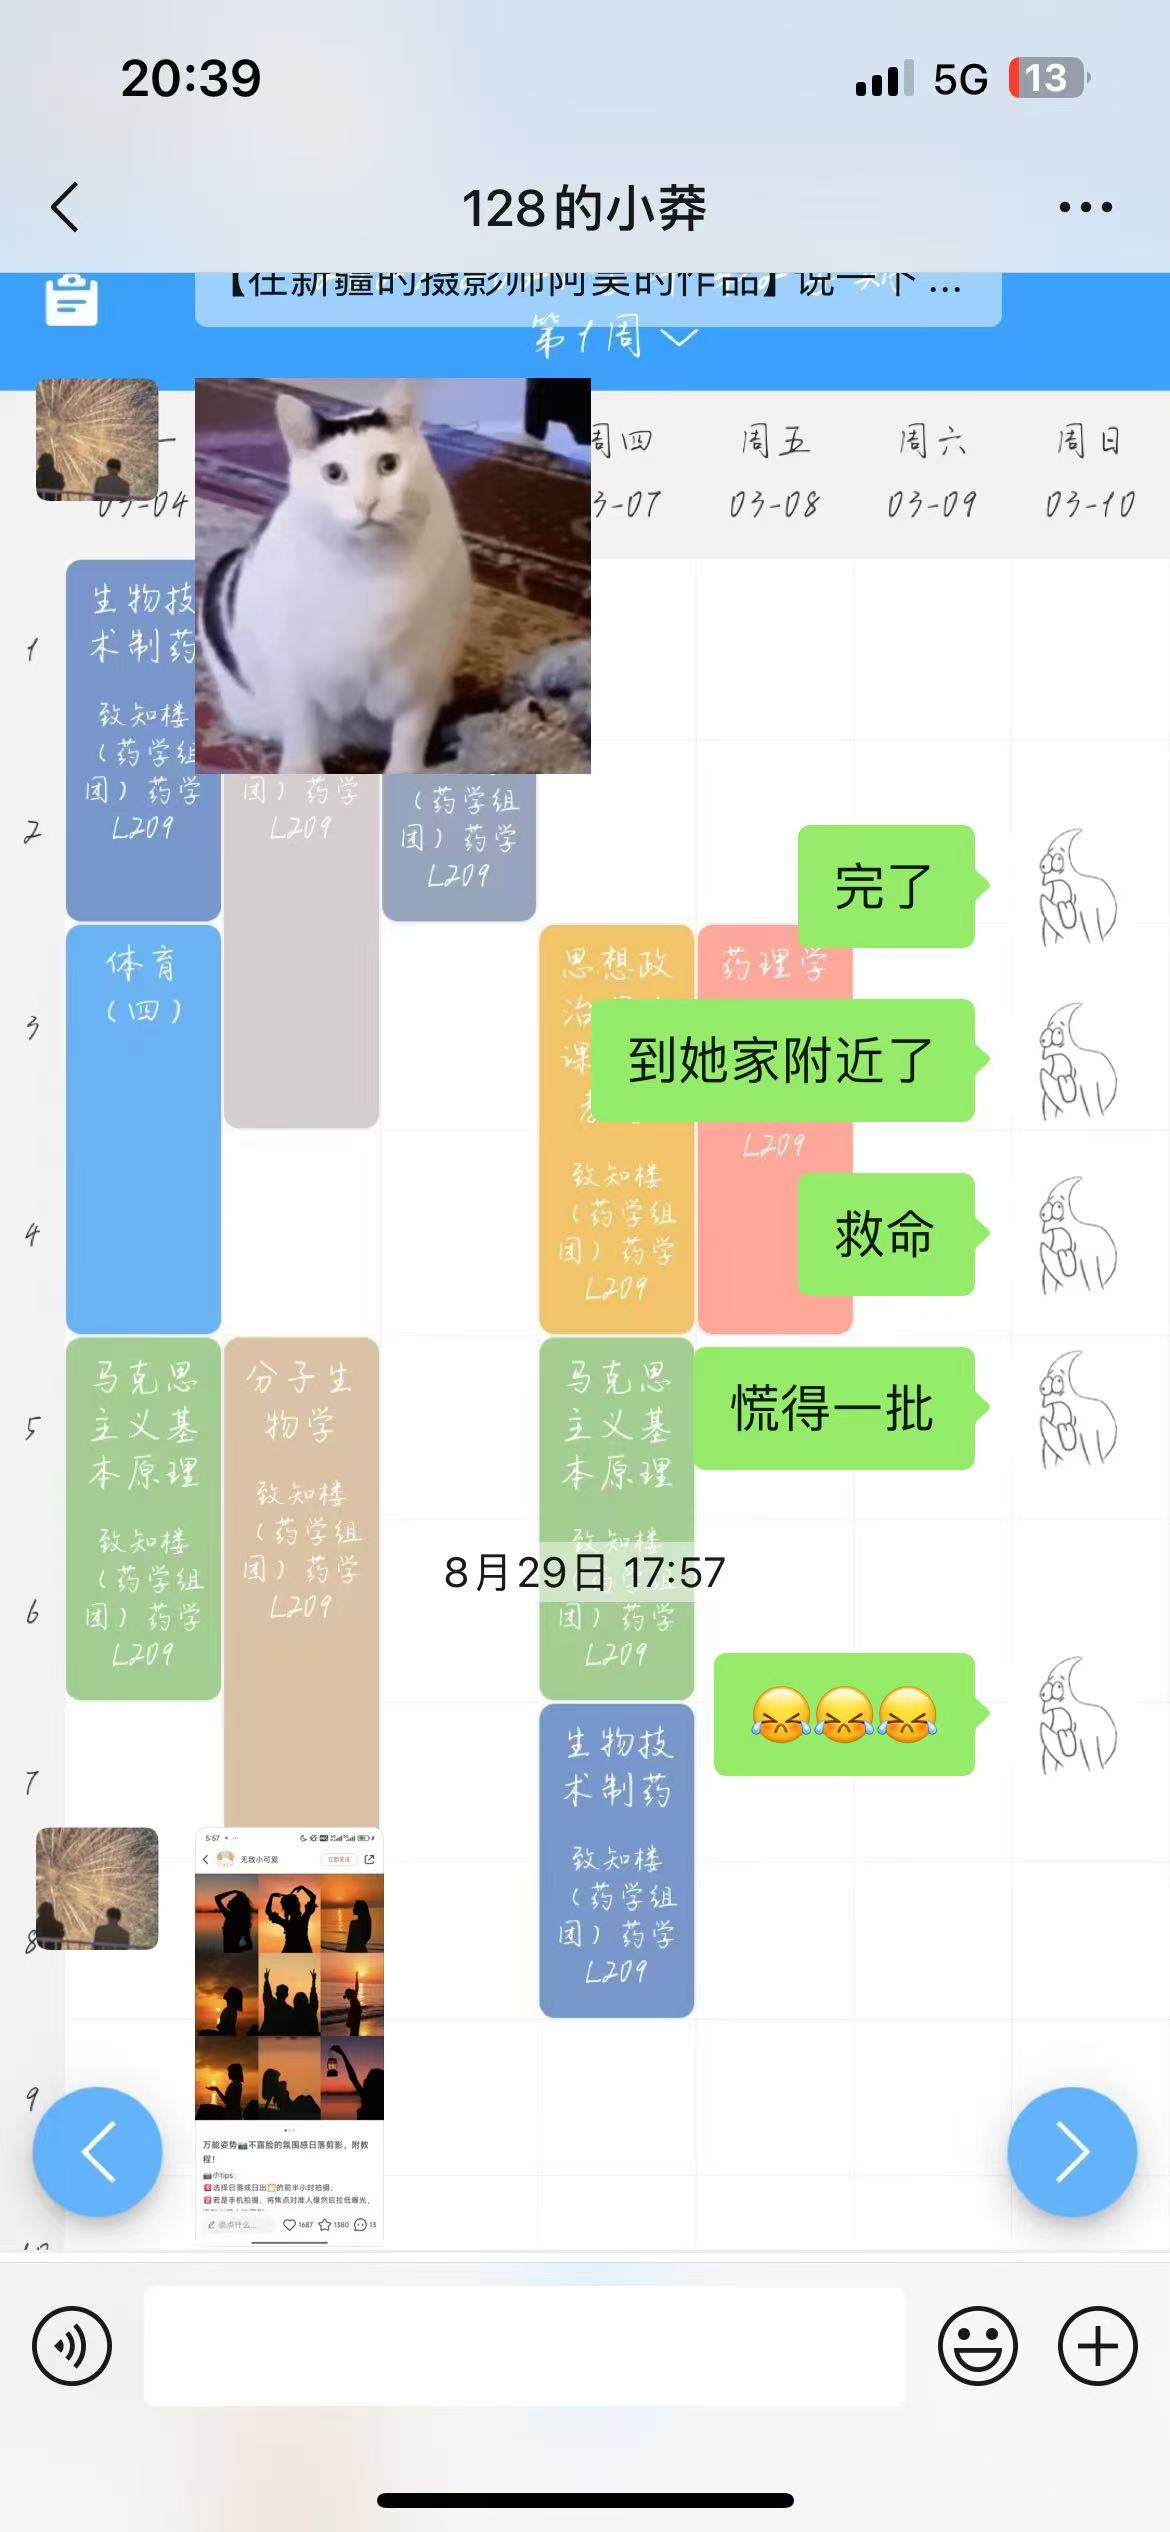 20:39
5G 13
128的小莽
【在新疆的摄影师阿昊的作品】说一下 ...
第1周
周四
周五
周六
周日
03-04
3-07
03-08
03-09
03-10
1
生物技
术制药
致知楼
（药学组
团）药学
L209
团）药学
L209
（药学组
团）药学
L209
2
完了
体育
（四）
思想政
治
课
药理学
3
到她家附近了
L209
致知楼
（药学组
团）药学
L209
4
救命
马克思
主义基
本原理
致知楼
（药学组
团）药学
L209
分子生
物学
致知楼
（药学组
团）药学
L209
马克思
主义基
本原理
致知楼
团）药学
L209
5
慌得一批
8月29日 17:57
6
生物技
术制药
致知楼
（药学组
团）药学
L209
7
8
9
5:57
无敌小可爱
立即关注
万能姿势📷不露脸的氛围感日落剪影，附教
程！
📷小tips：
1 选择日落或日出🌅的前半小时拍摄；
2 若是手机拍摄，将焦点对准人像然后拉低曝光，
说点什么...
1687
1380
13